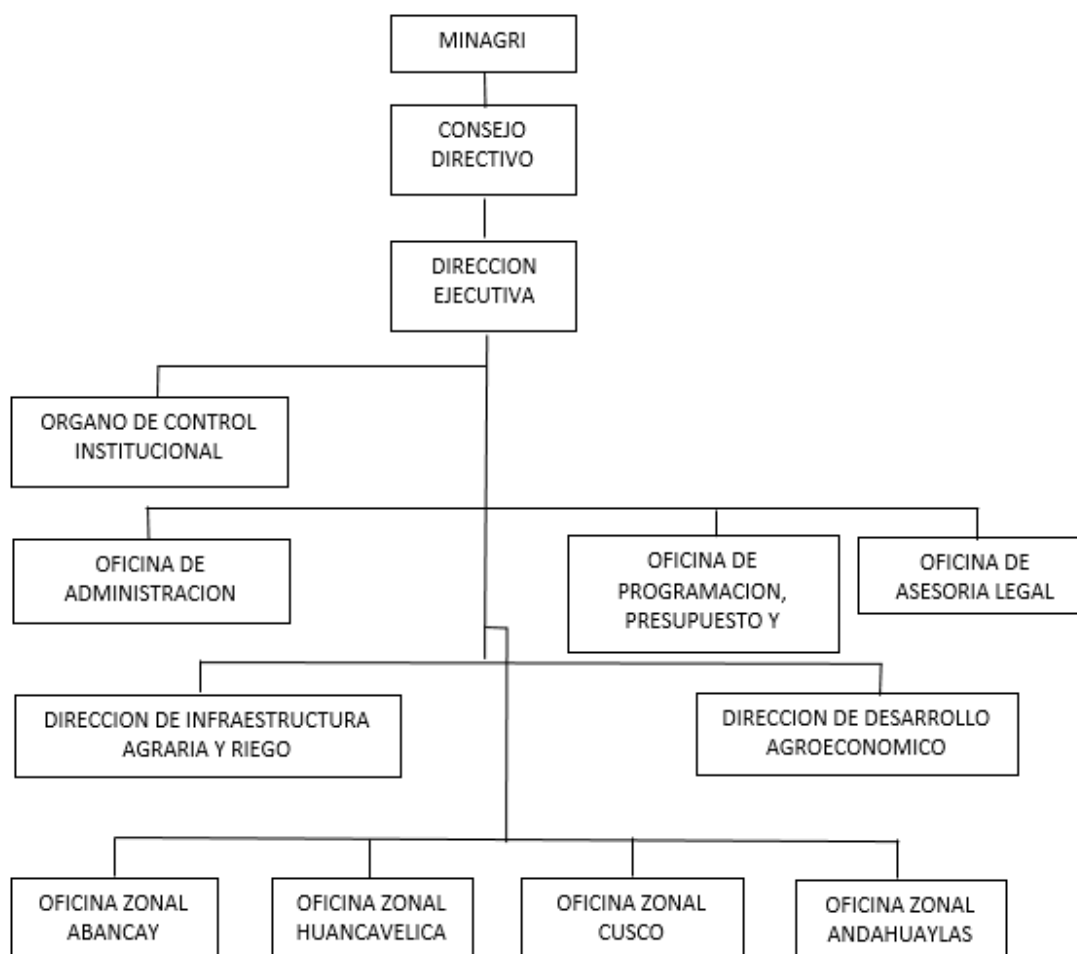 MINAGRI
CONSEJO
DIRECTIVO
DIRECCION
EJECUTIVA
ORGANO DE CONTROL
INSTITUCIONAL
OFICINA DE
ADMINISTRACION
OFICINA DE
PROGRAMACION,
PRESUPUESTO Y
OFICINA DE
ASESORIA LEGAL
DIRECCION DE INFRAESTRUCTURA
AGRARIA Y RIEGO
DIRECCION DE DESARROLLO
AGROECONOMICO
OFICINA ZONAL
ABANCAY
OFICINA ZONAL
HUANCAVELICA
OFICINA ZONAL
CUSCO
OFICINA ZONAL
ANDAHUAYLAS